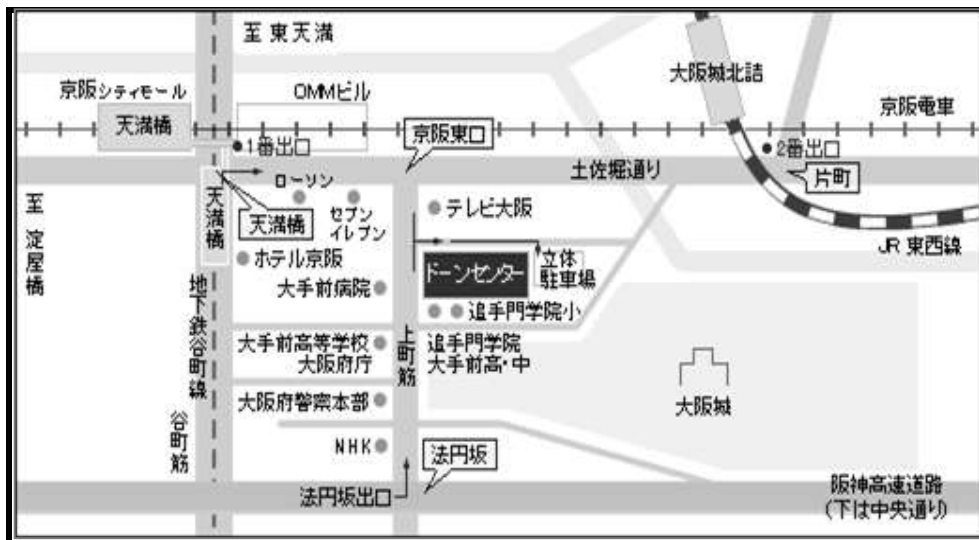 至 東天満
京阪シティモール
OMMビル
大阪城北詰
京阪電車
天満橋
1番出口
京阪東口
2番出口
土佐堀通り
片町
ローソン
セブン
イレブン
テレビ大阪
天満橋
天満橋
至 淀屋橋
ホテル京阪
ドーンセンター
立体
駐車場
JR 東西線
大手前病院
追手門学院小
地下鉄谷町線
大手前高等学校
大阪府庁
上町筋
追手門学院
大手前高・中
大阪城
大阪府警察本部
谷町筋
NHK
法円坂
法円坂出口
阪神高速道路
(下は中央通り)